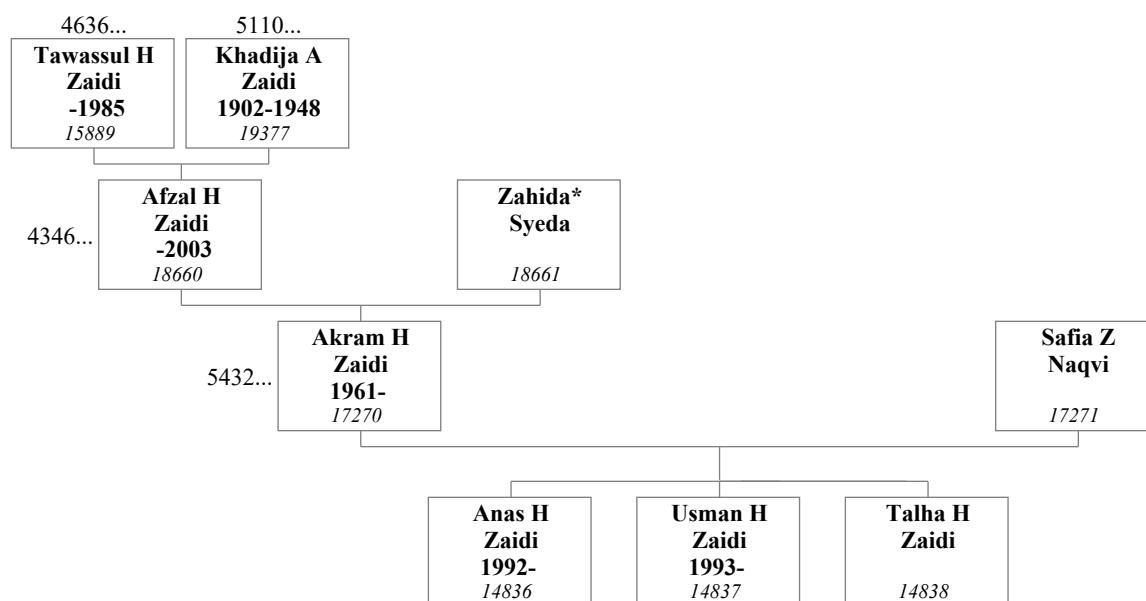 4636...
5110...
Tawassul H
Zaidi
-1985
15889
Khadija A
Zaidi
1902-1948
19377
4346...
Afzal H
Zaidi
-2003
18660
Zahida*
Syeda
18661
5432...
Akram H
Zaidi
1961-
17270
Safia Z
Naqvi
17271
Anas H
Zaidi
1992-
14836
Usman H
Zaidi
1993-
14837
Talha H
Zaidi
14838